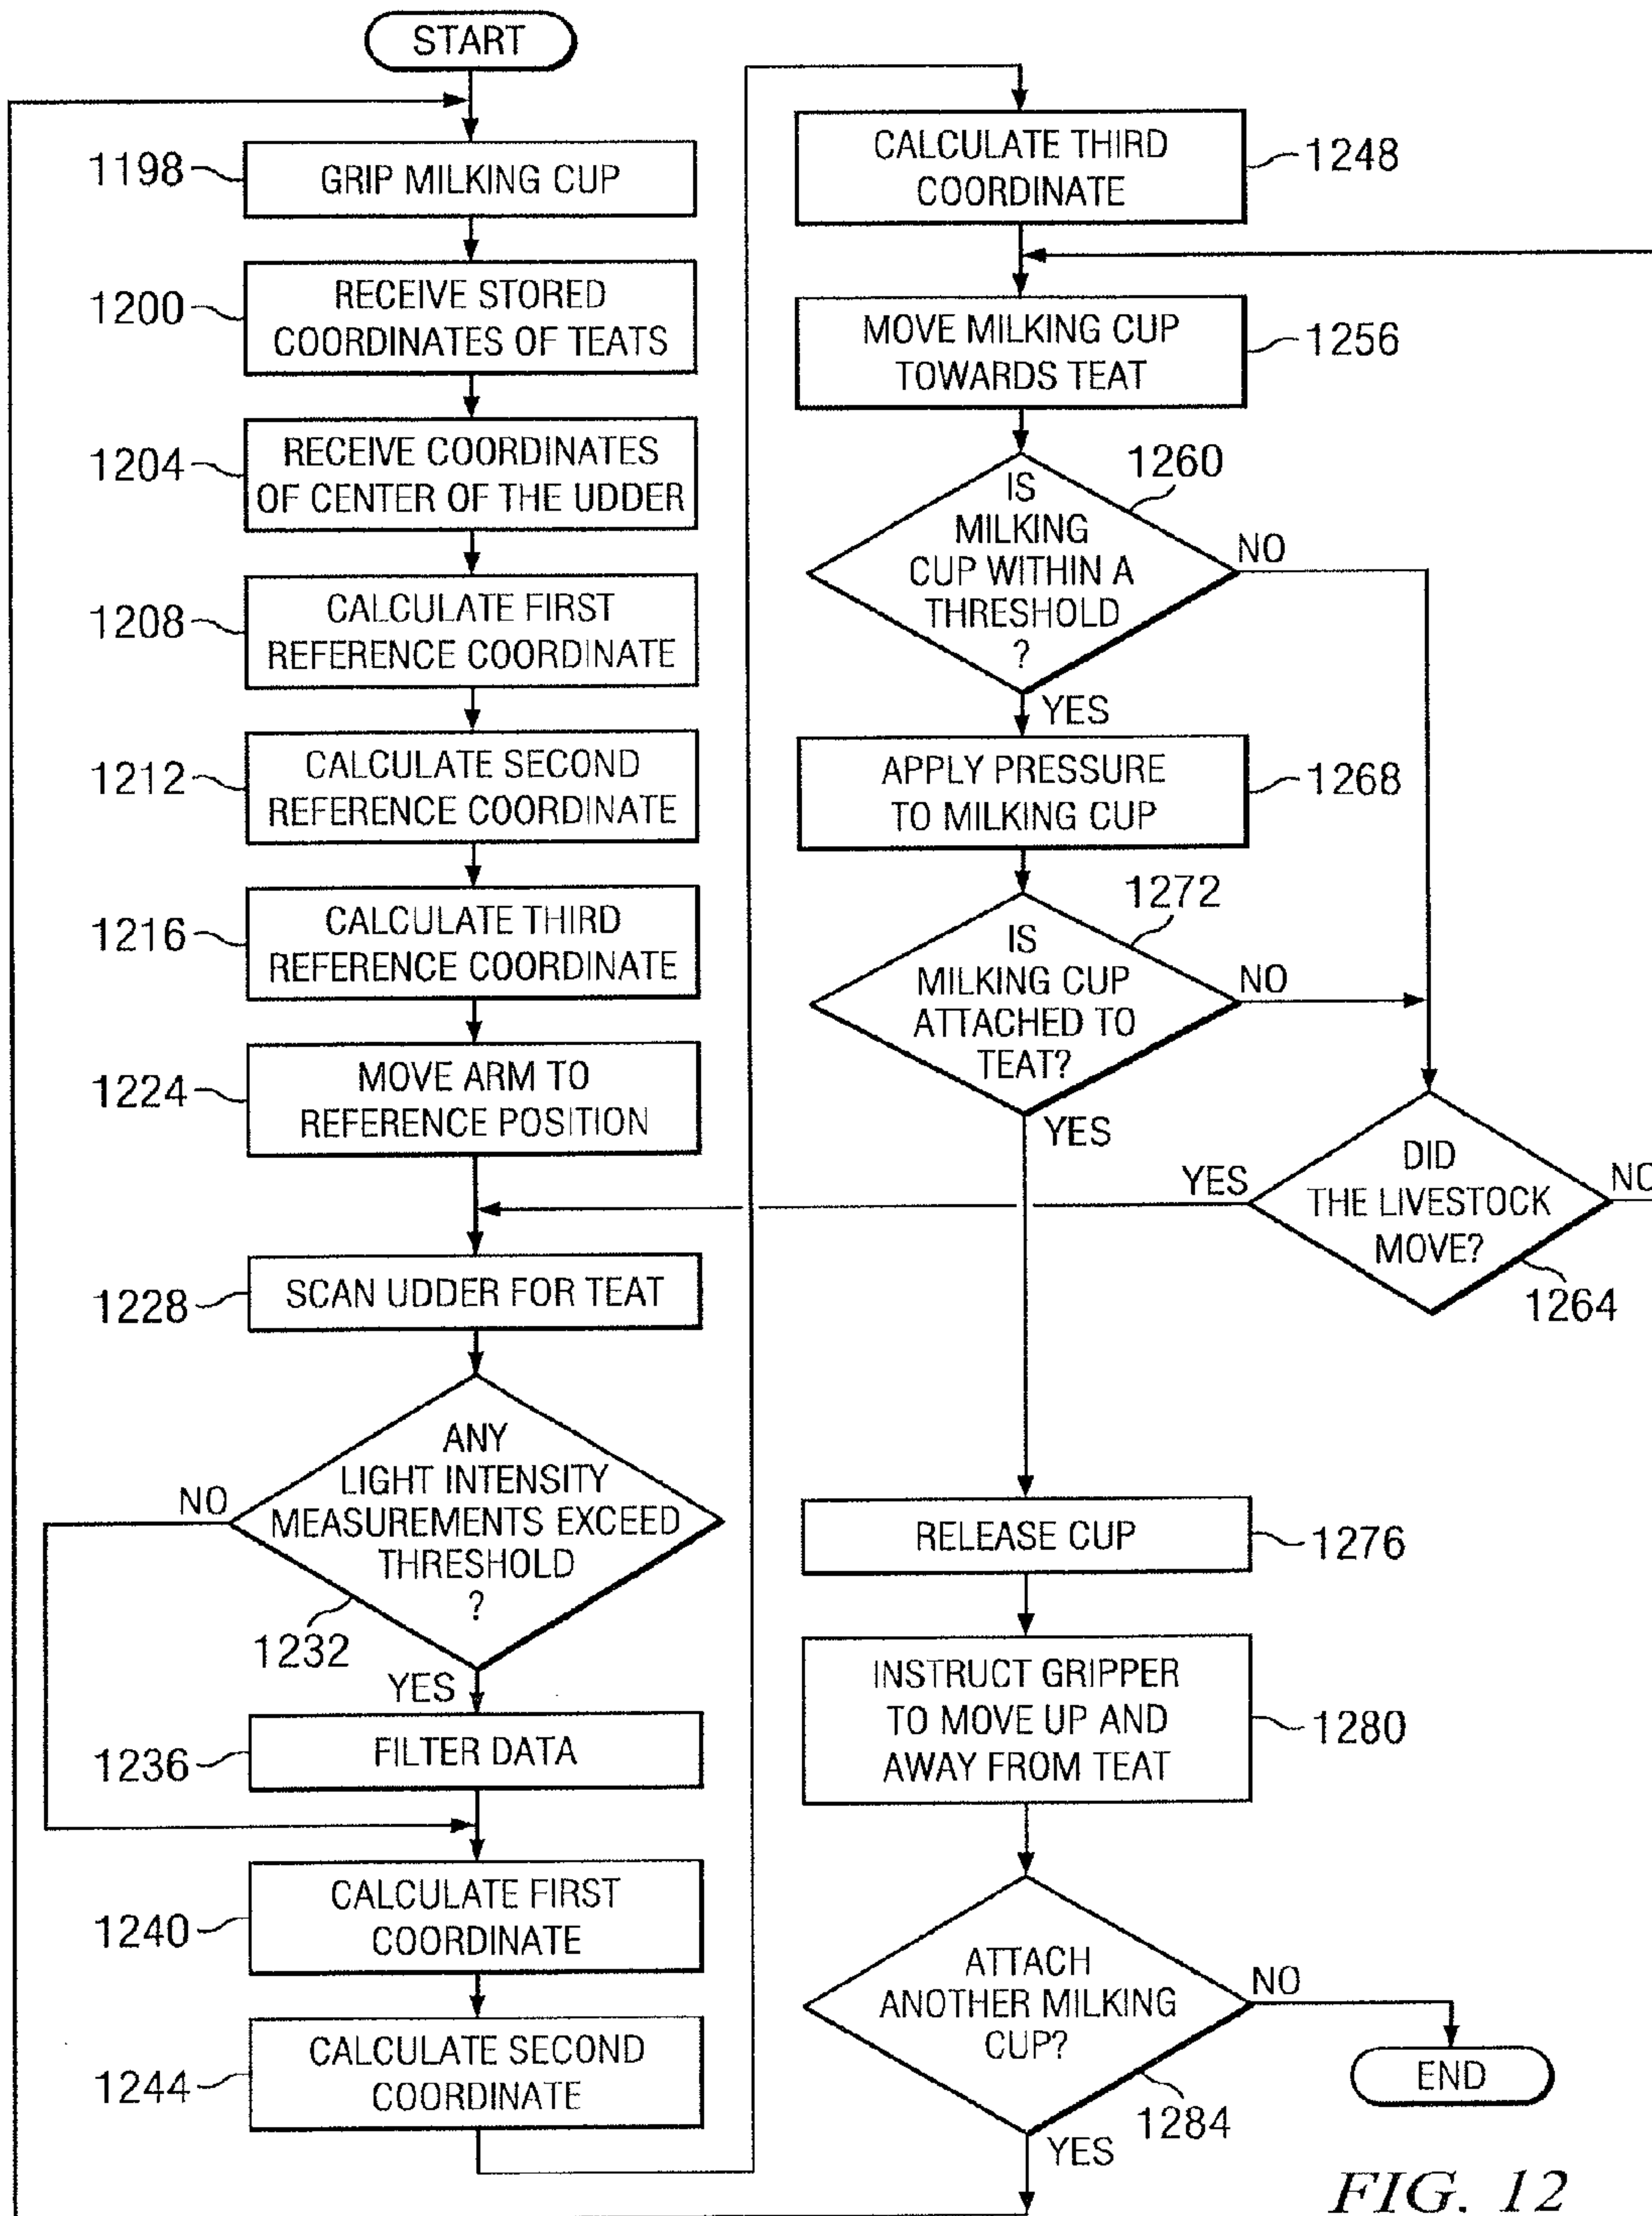 START
1198
GRIP MILKING CUP
1200
RECEIVE STORED
COORDINATES OF TEATS
1204
RECEIVE COORDINATES
OF CENTER OF THE UDDER
1208
CALCULATE FIRST
REFERENCE COORDINATE
1212
CALCULATE SECOND
REFERENCE COORDINATE
1216
CALCULATE THIRD
REFERENCE COORDINATE
1224
MOVE ARM TO
REFERENCE POSITION
1228
SCAN UDDER FOR TEAT
ANY
LIGHT INTENSITY
MEASUREMENTS EXCEED
THRESHOLD
?
NO
1232
YES
1236
FILTER DATA
1240
CALCULATE FIRST
COORDINATE
1244
CALCULATE SECOND
COORDINATE
CALCULATE THIRD
COORDINATE
1248
MOVE MILKING CUP
TOWARDS TEAT
1256
1260
IS
MILKING
CUP WITHIN A
THRESHOLD
?
NO
YES
APPLY PRESSURE
TO MILKING CUP
1268
1272
IS
MILKING CUP
ATTACHED TO
TEAT?
NO
YES
DID
THE LIVESTOCK
MOVE?
YES
NO
1264
RELEASE CUP
1276
INSTRUCT GRIPPER
TO MOVE UP AND
AWAY FROM TEAT
1280
ATTACH
ANOTHER MILKING
CUP?
NO
1284
YES
END
FIG. 12